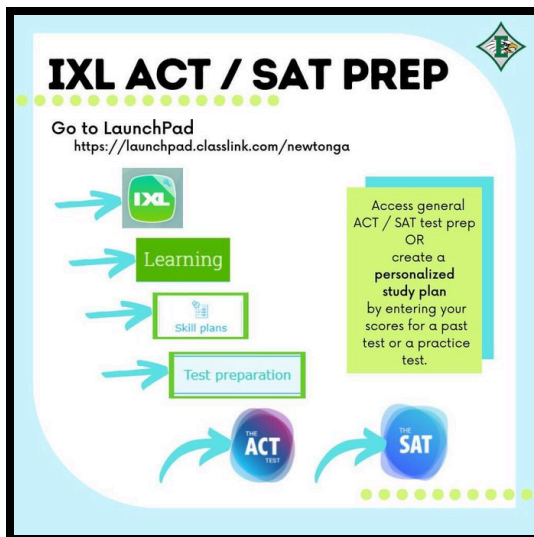 E
IXL ACT / SAT PREP
Go to LaunchPad
https://launchpad.classlink.com/newtonga
IXL
Learning
Skill plans
Test preparation
THE
ACT
TEST
THE
SAT
Access general
ACT / SAT test prep
OR
create a
personalized
study plan
by entering your
scores for a past
test or a practice
test.